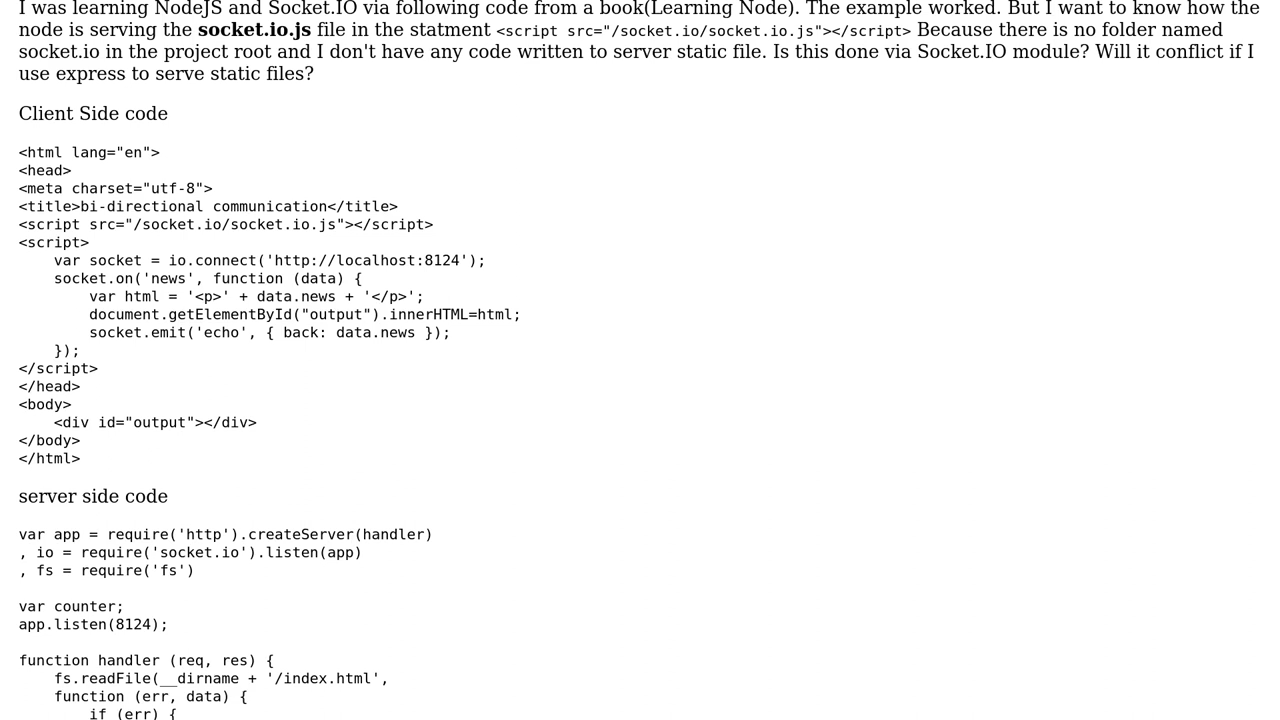 I was learning NodeJS and Socket.IO via following code from a book(Learning Node). The example worked. But I want to know how the
node is serving the socket.io.js file in the statment <script src="/socket.io/socket.io.js"></script> Because there is no folder named
socket.io in the project root and I don't have any code written to server static file. Is this done via Socket.IO module? Will it conflict if I
use express to serve static files?
Client Side code
<html lang="en">
<head>
<meta charset="utf-8">
<title>bi-directional communication</title>
<script src="/socket.io/socket.io.js"></script>
<script>
    var socket = io.connect('http://localhost:8124');
    socket.on('news', function (data) {
        var html = '<p>' + data.news + '</p>';
        document.getElementById("output").innerHTML=html;
        socket.emit('echo', { back: data.news });
    });
</script>
</head>
<body>
    <div id="output"></div>
</body>
</html>
server side code
var app = require('http').createServer(handler)
, io = require('socket.io').listen(app)
, fs = require('fs')
var counter;
app.listen(8124);
function handler (req, res) {
    fs.readFile(__dirname + '/index.html',
    function (err, data) {
        if (err) {